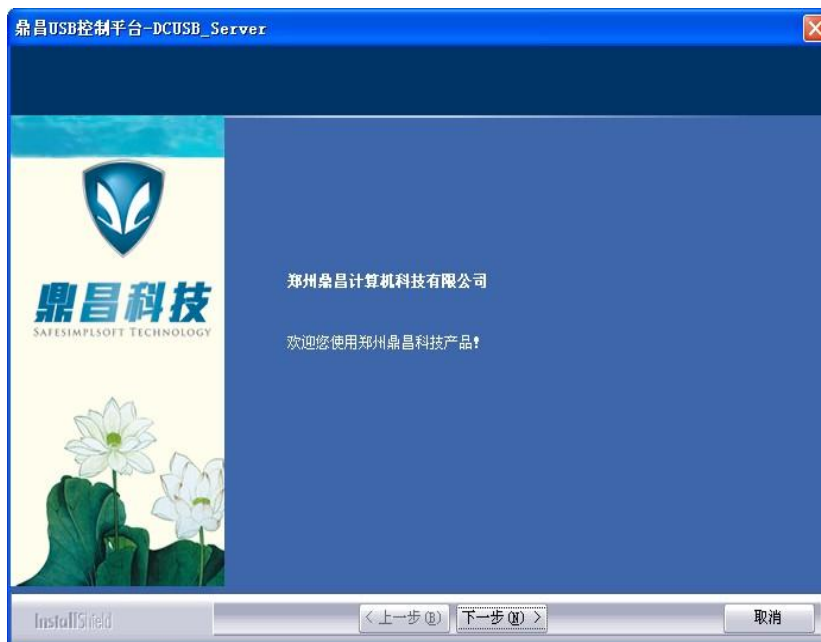 鼎昌USB控制平台-DCUSB_Server
鼎昌科技
SAFESIMPLSOFT TECHNOLOGY
郑州鼎昌计算机科技有限公司
欢迎您使用郑州鼎昌科技产品!
InstallShield
< 上一步(B)
下一步(N) >
取消